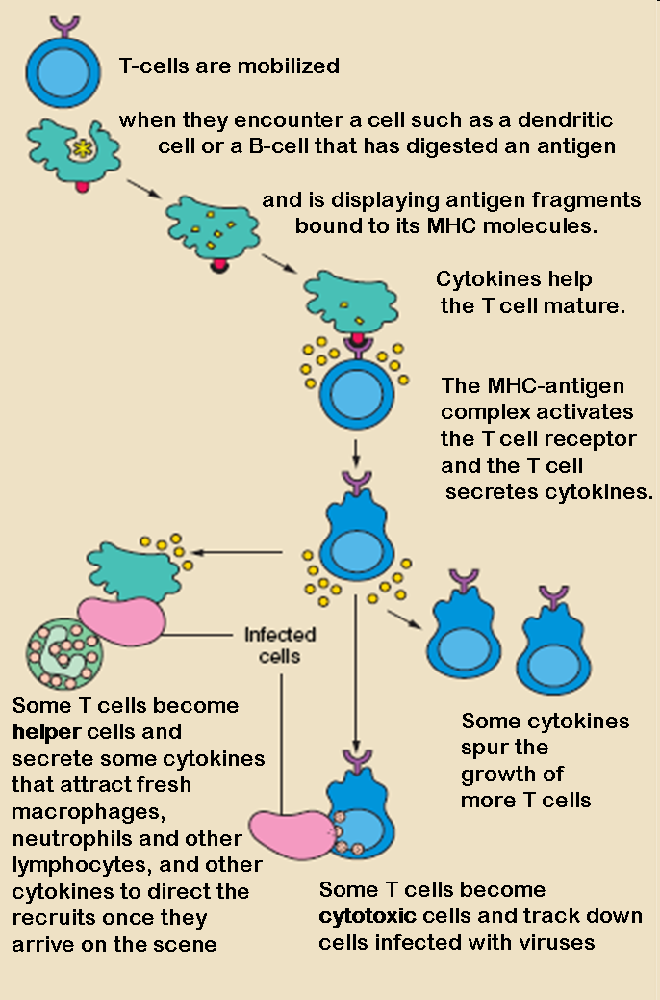 T-cells are mobilized
when they encounter a cell such as a dendritic
cell or a B-cell that has digested an antigen
and is displaying antigen fragments
bound to its MHC molecules.
Cytokines help
the T cell mature.
The MHC-antigen
complex activates
the T cell receptor
and the T cell
secretes cytokines.
Infected
cells
Some T cells become
helper cells and
secrete some cytokines
that attract fresh
macrophages,
neutrophils and other
lymphocytes, and other
cytokines to direct the
recruits once they
arrive on the scene
Some cytokines
spur the
growth of
more T cells
Some T cells become
cytotoxic cells and track down
cells infected with viruses